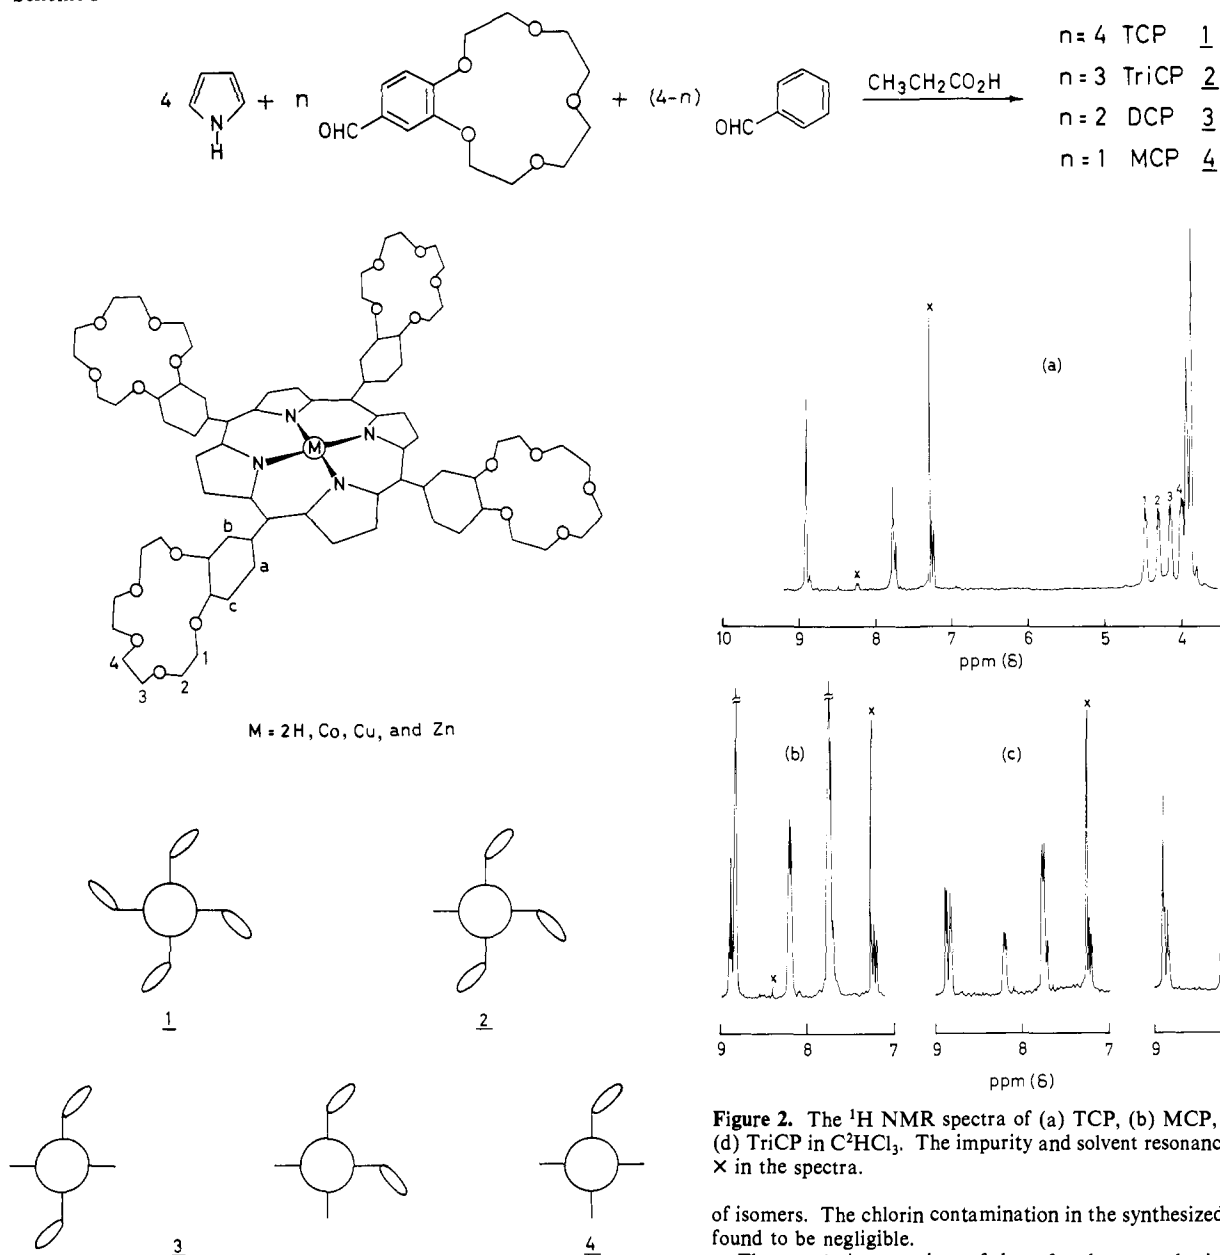 4
N
H
+ n
OHC
O
O
O
O
O
+ (4-n)
OHC
CH₃CH₂CO₂H
n= 4 TCP 1
n= 3 TriCP 2
n= 2 DCP 3
n= 1 MCP 4
N
N
N
N
M
b
a
c
1
2
3
4
M = 2H, Co, Cu, and Zn
1
2
3
4
x
x
(a)
1 2 3 4
10 9 8 7 6 5 4
ppm (δ)
x
x
(b)
9 8 7
x
(c)
9 8 7
9
ppm (δ)
Figure 2. The ¹H NMR spectra of (a) TCP, (b) MCP,
(d) TriCP in C²HCl₃. The impurity and solvent resonanc
× in the spectra.
of isomers. The chlorin contamination in the synthesized
found to be negligible.